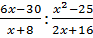 (6x−30)/(x+8) : (x²−25)/(2x+16)